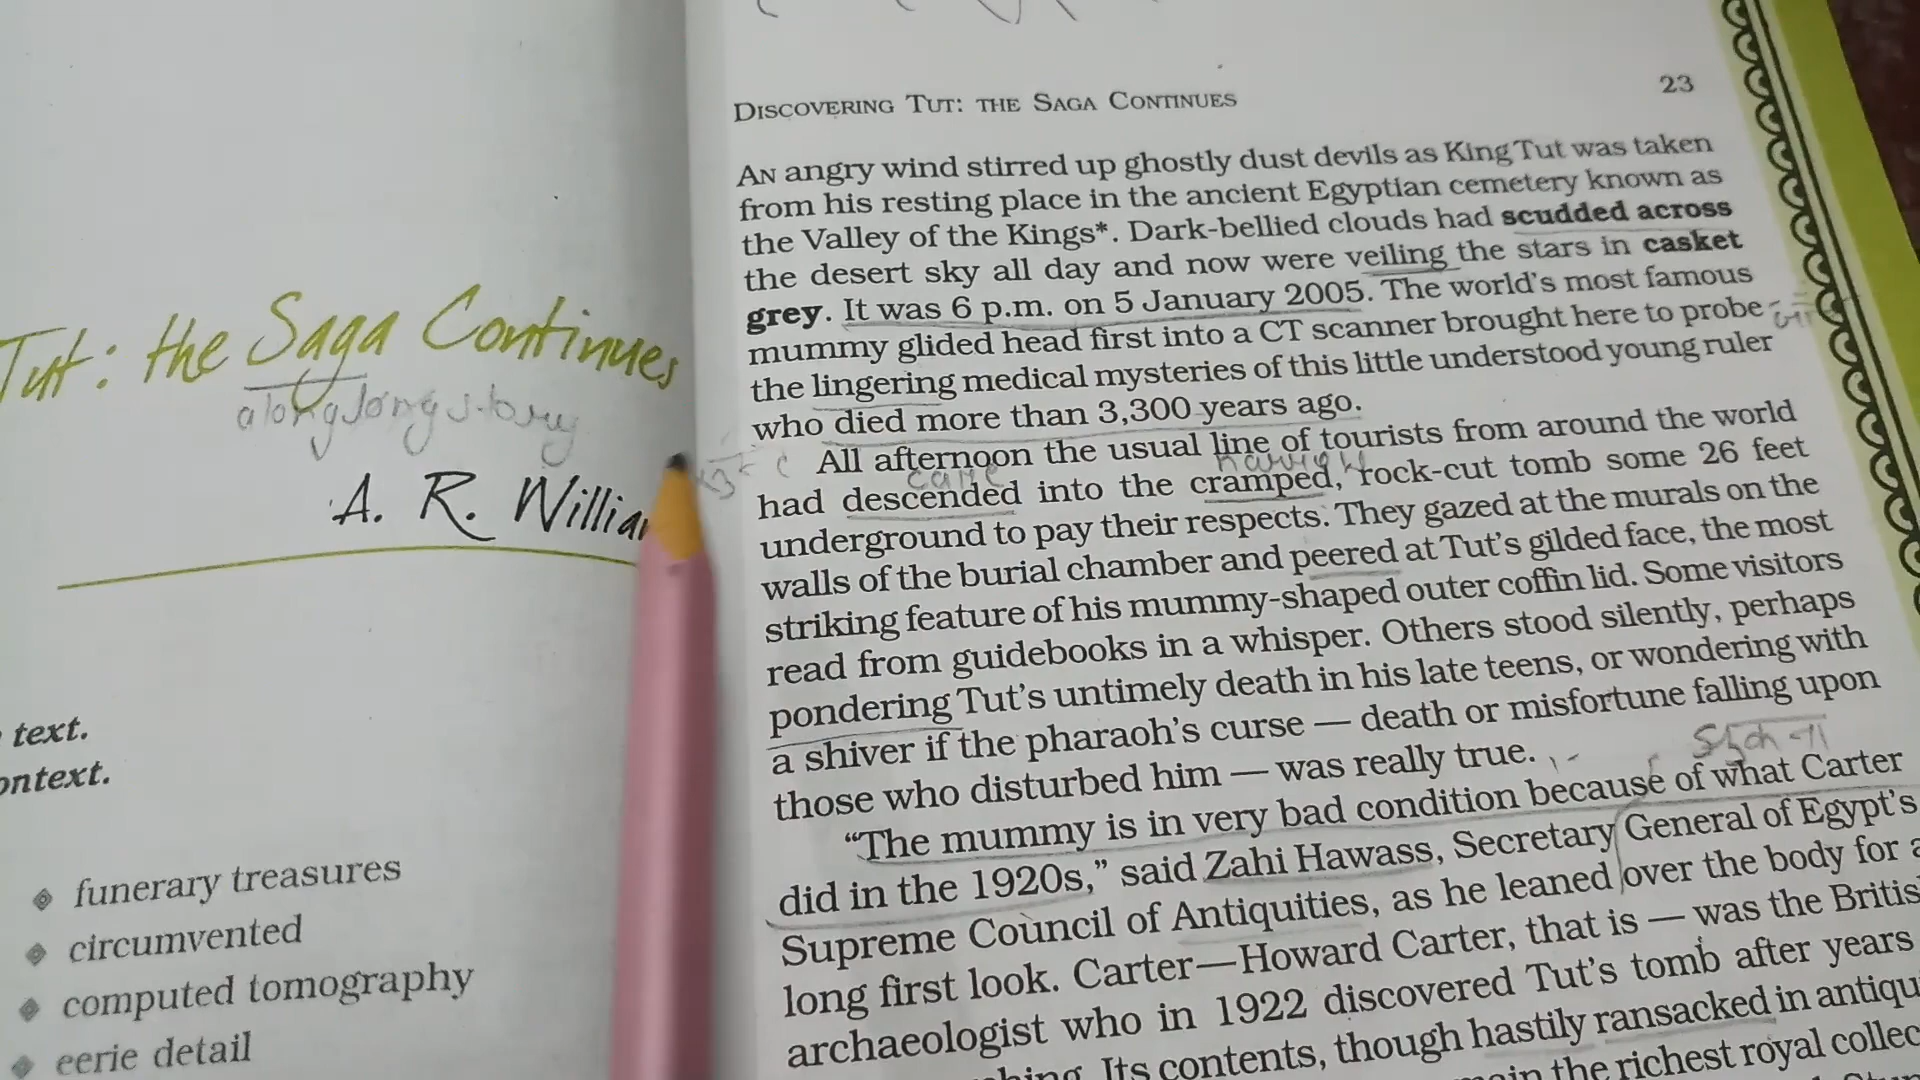 Tut: the Saga Continues
a long long story
A. R. Willia
text.
ontext.
funerary treasures
circumvented
computed tomography
eerie detail
DISCOVERING TUT: THE SAGA CONTINUES
23
AN angry wind stirred up ghostly dust devils as King Tut was taken
from his resting place in the ancient Egyptian cemetery known as
the Valley of the Kings*. Dark-bellied clouds had scudded across
the desert sky all day and now were veiling the stars in casket
grey. It was 6 p.m. on 5 January 2005. The world's most famous
mummy glided head first into a CT scanner brought here to probe
the lingering medical mysteries of this little understood young ruler
who died more than 3,300 years ago.
All afternoon the usual line of tourists from around the world
came
had descended into the cramped, rock-cut tomb some 26 feet
underground to pay their respects. They gazed at the murals on the
walls of the burial chamber and peered at Tut's gilded face, the most
striking feature of his mummy-shaped outer coffin lid. Some visitors
read from guidebooks in a whisper. Others stood silently, perhaps
pondering Tut's untimely death in his late teens, or wondering with
a shiver if the pharaoh's curse — death or misfortune falling upon
those who disturbed him — was really true.
“The mummy is in very bad condition because of what Carter
did in the 1920s,” said Zahi Hawass, Secretary General of Egypt's
Supreme Council of Antiquities, as he leaned over the body for a
long first look. Carter—Howard Carter, that is — was the Britis
archaeologist who in 1922 discovered Tut's tomb after years
hing. Its contents, though hastily ransacked in antiqu
the richest royal collec